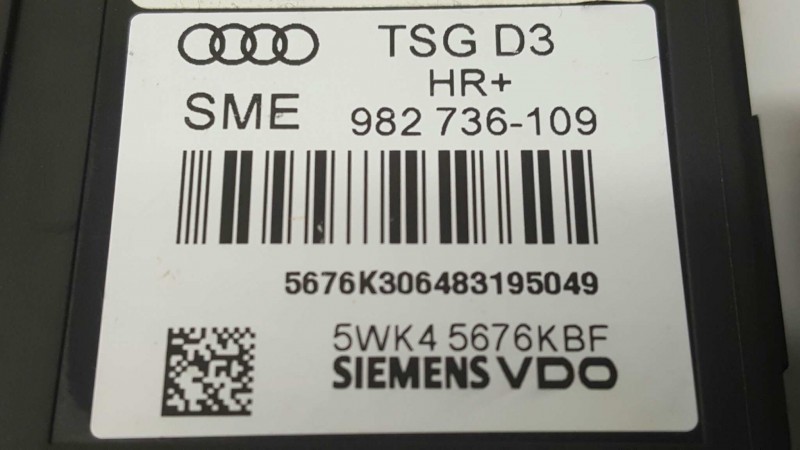 TSG D3
HR+
SME 982 736-109
5676K306483195049
5WK4 5676KBF
SIEMENS VDO